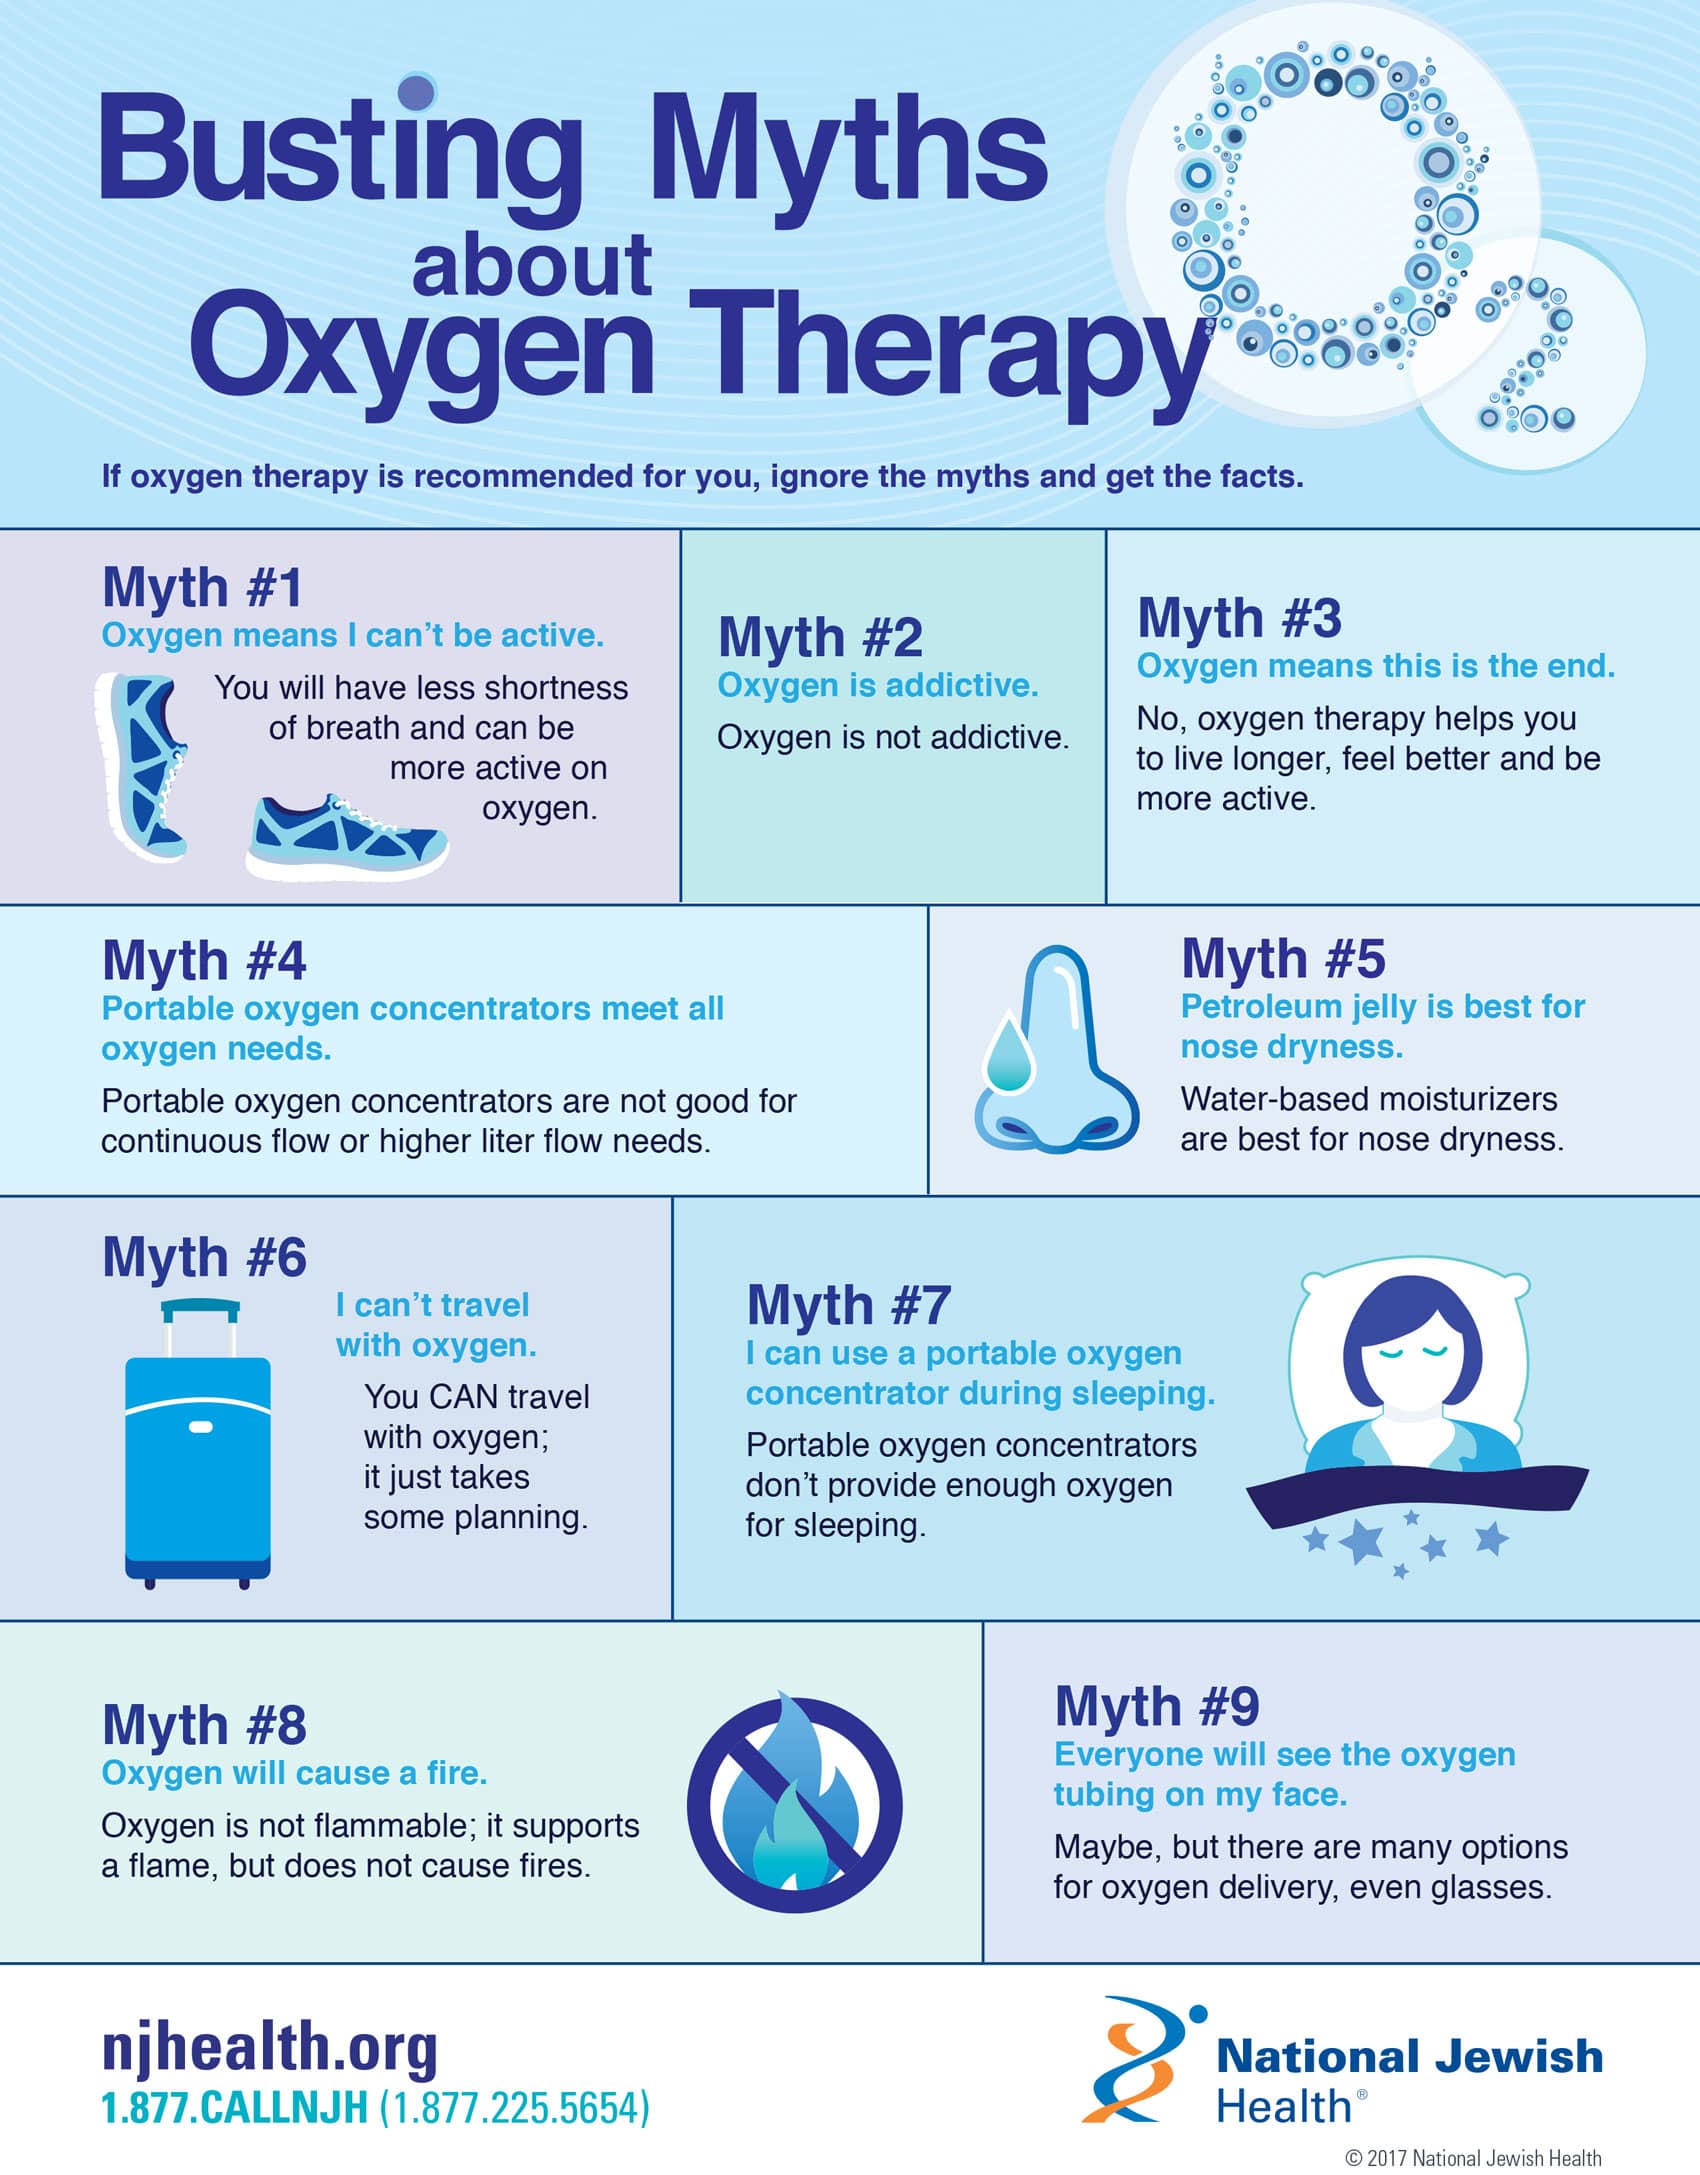 Busting Myths
about
Oxygen Therapy
O2
If oxygen therapy is recommended for you, ignore the myths and get the facts.
Myth #1
Oxygen means I can't be active.
You will have less shortness
of breath and can be
more active on
oxygen.
Myth #2
Oxygen is addictive.
Oxygen is not addictive.
Myth #3
Oxygen means this is the end.
No, oxygen therapy helps you
to live longer, feel better and be
more active.
Myth #4
Portable oxygen concentrators meet all
oxygen needs.
Portable oxygen concentrators are not good for
continuous flow or higher liter flow needs.
Myth #5
Petroleum jelly is best for
nose dryness.
Water-based moisturizers
are best for nose dryness.
Myth #6
I can't travel
with oxygen.
You CAN travel
with oxygen;
it just takes
some planning.
Myth #7
I can use a portable oxygen
concentrator during sleeping.
Portable oxygen concentrators
don't provide enough oxygen
for sleeping.
Myth #8
Oxygen will cause a fire.
Oxygen is not flammable; it supports
a flame, but does not cause fires.
Myth #9
Everyone will see the oxygen
tubing on my face.
Maybe, but there are many options
for oxygen delivery, even glasses.
njhealth.org
1.877.CALLNJH (1.877.225.5654)
National Jewish
Health®
© 2017 National Jewish Health